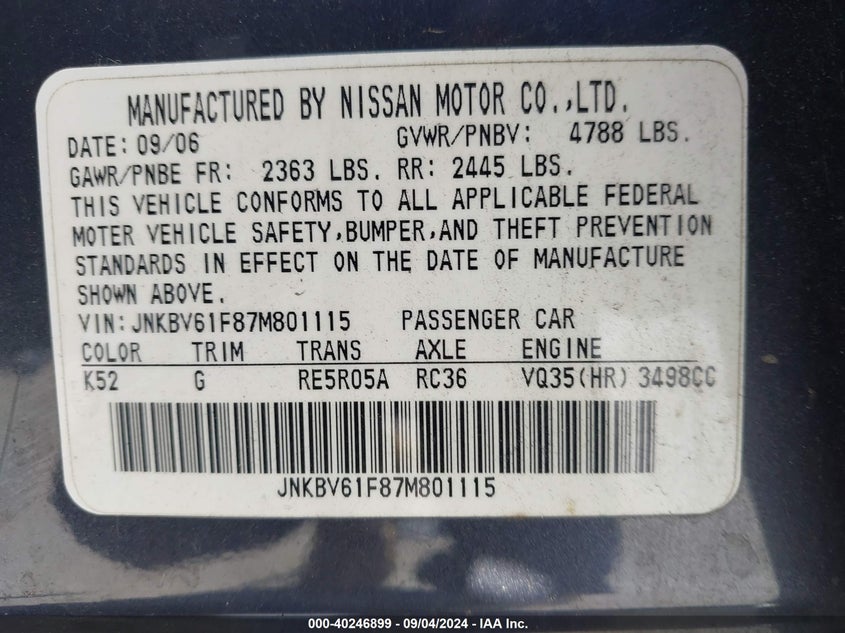 MANUFACTURED BY NISSAN MOTOR CO.,LTD.
DATE: 09/06 GVWR/PNBV: 4788 LBS.
GAWR/PNBE FR: 2363 LBS. RR: 2445 LBS.
THIS VEHICLE CONFORMS TO ALL APPLICABLE FEDERAL
MOTER VEHICLE SAFETY,BUMPER,AND THEFT PREVENTION
STANDARDS IN EFFECT ON THE DATE OF MANUFACTURE
SHOWN ABOVE.
VIN:JNKBV61F87M801115 PASSENGER CAR
COLOR TRIM TRANS AXLE ENGINE
K52 G RE5R05A RC36 VQ35(HR) 3498CC
JNKBV61F87M801115
000-40246899 - 09/04/2024 - IAA Inc.